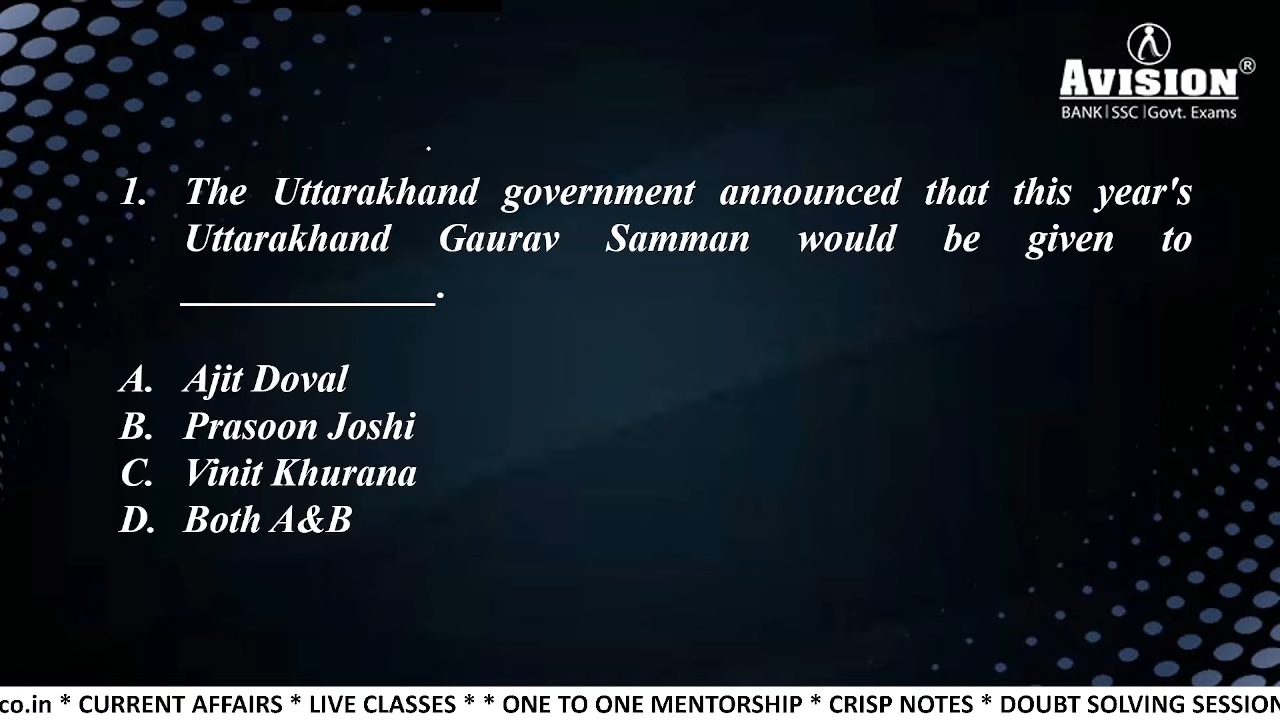 AVISION®
BANK|SSC|Govt. Exams
1. The Uttarakhand government announced that this year's
Uttarakhand Gaurav Samman would be given to
_____________.
A. Ajit Doval
B. Prasoon Joshi
C. Vinit Khurana
D. Both A&B
co.in * CURRENT AFFAIRS * LIVE CLASSES * * ONE TO ONE MENTORSHIP * CRISP NOTES * DOUBT SOLVING SESSION